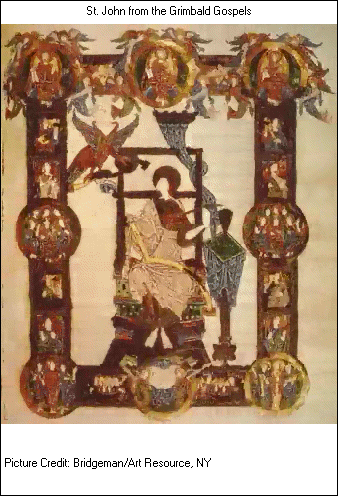 St. John from the Grimbald Gospels
Picture Credit: Bridgeman/Art Resource, NY